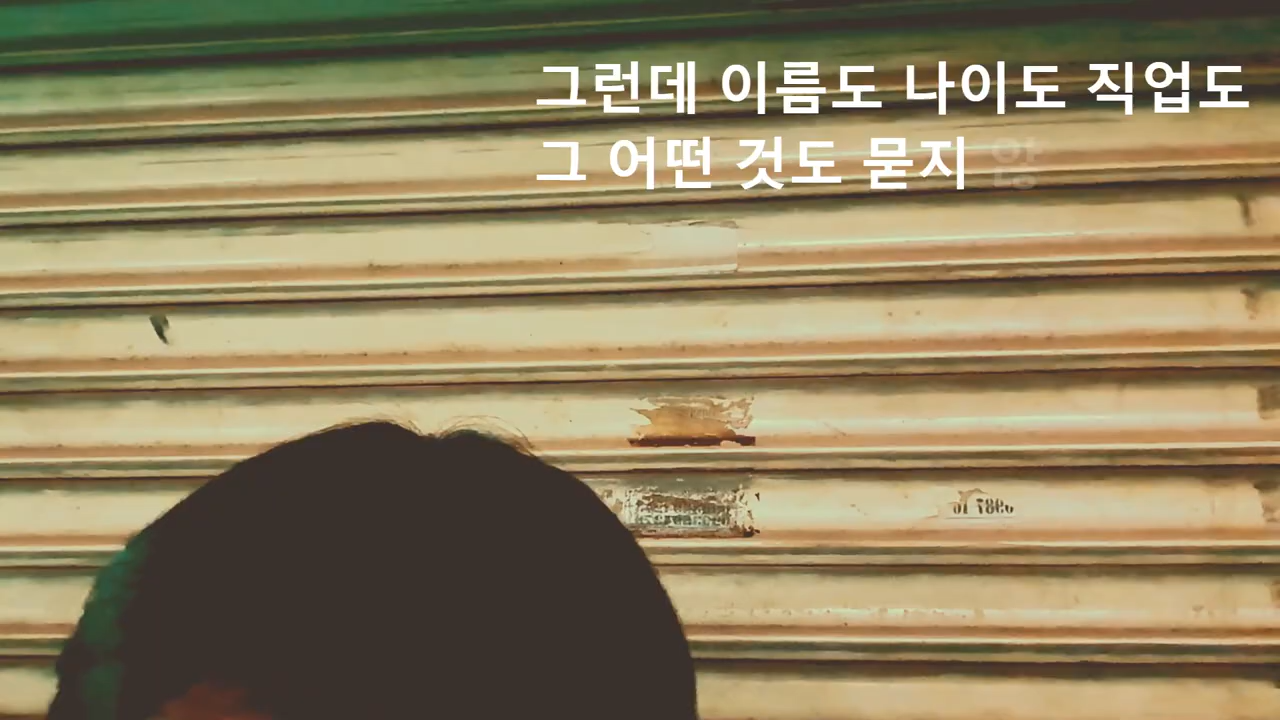 그런데 이름도 나이도 직업도
그 어떤 것도 묻지 않